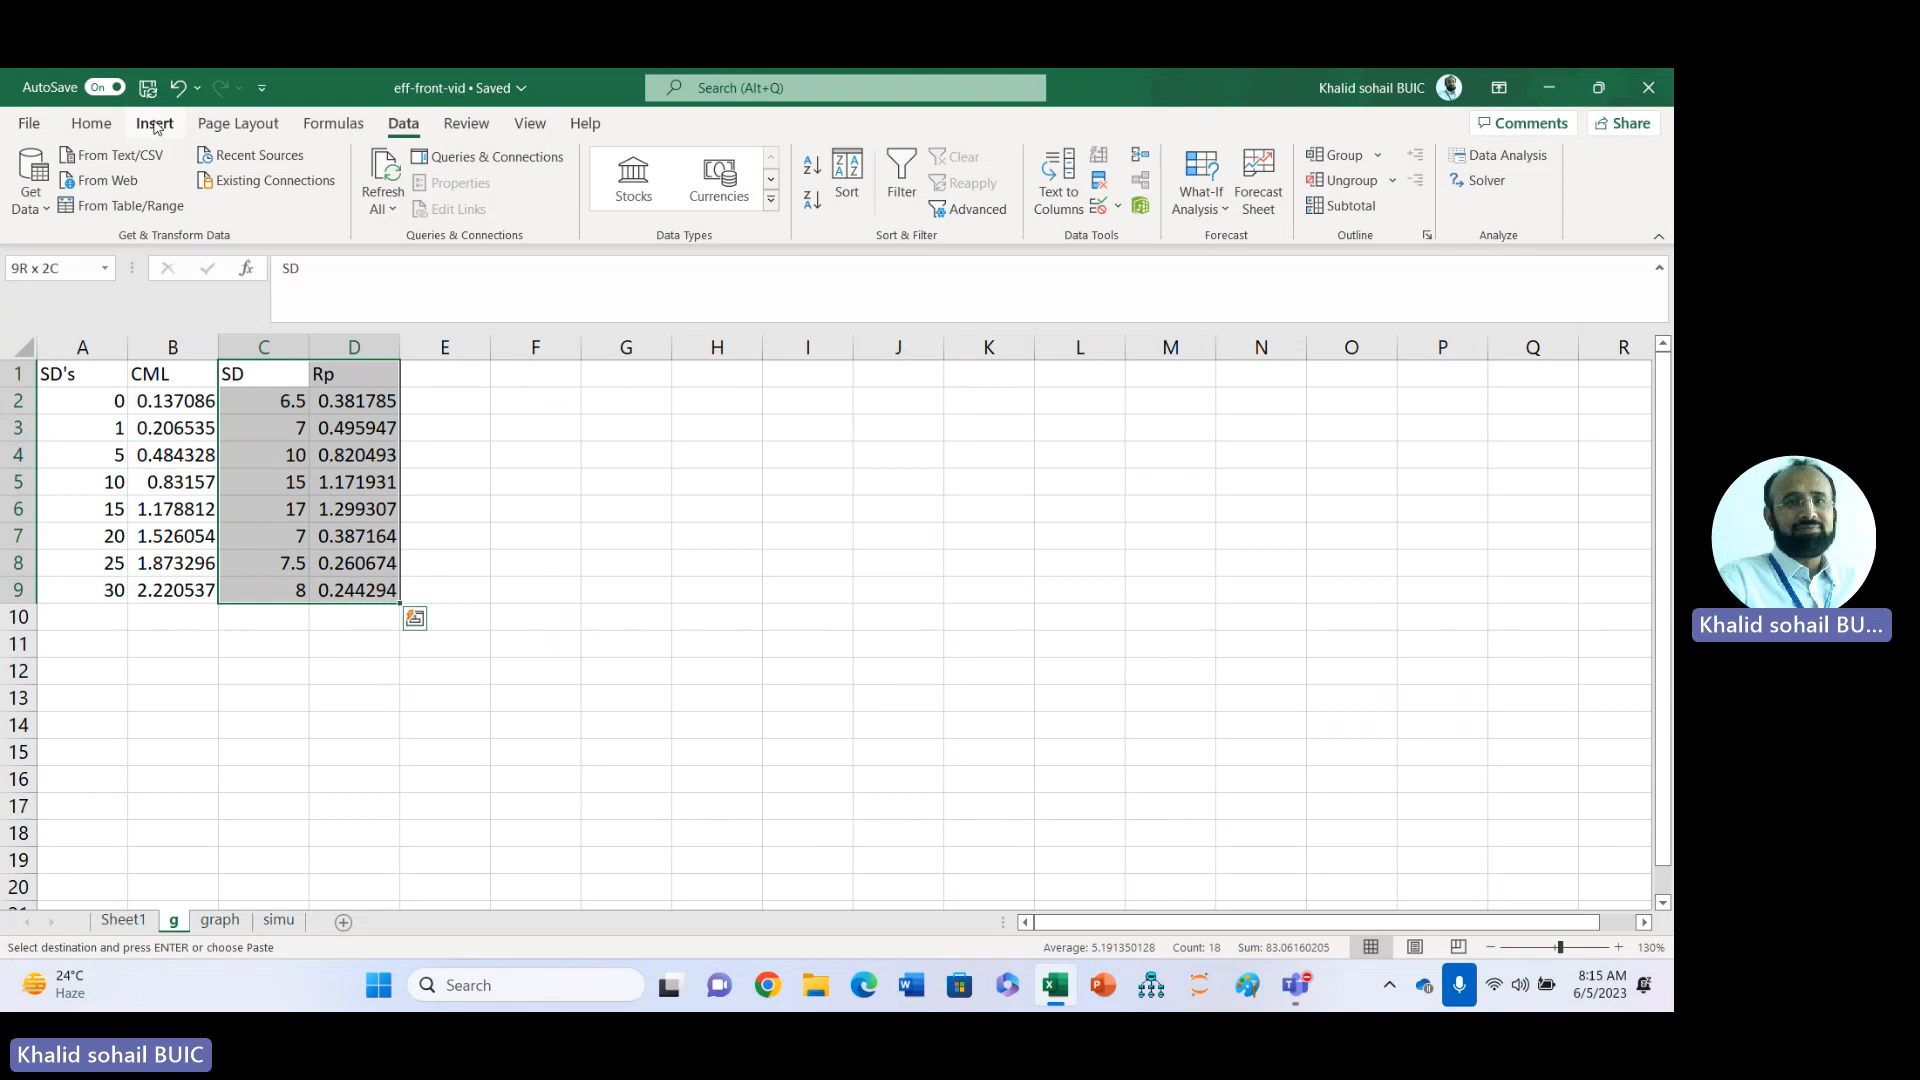 AutoSave On eff-front-vid • Saved Search (Alt+Q) Khalid sohail BUIC
File Home Insert Page Layout Formulas Data Review View Help Comments Share
Get Data
From Text/CSV
From Web
From Table/Range
Recent Sources
Existing Connections
Get & Transform Data
Refresh All
Queries & Connections
Properties
Edit Links
Queries & Connections
Stocks
Currencies
Data Types
Sort
Filter
Clear
Reapply
Advanced
Sort & Filter
Text to Columns
Data Tools
What-If Analysis
Forecast Sheet
Forecast
Group
Ungroup
Subtotal
Outline
Data Analysis
Solver
Analyze
9R x 2C fx SD
A B C D E F G H I J K L M N O P Q R
1 SD's CML SD Rp
2 0 0.137086 6.5 0.381785
3 1 0.206535 7 0.495947
4 5 0.484328 10 0.820493
5 10 0.83157 15 1.171931
6 15 1.178812 17 1.299307
7 20 1.526054 7 0.387164
8 25 1.873296 7.5 0.260674
9 30 2.220537 8 0.244294
10
11
12
13
14
15
16
17
18
19
20
Sheet1 g graph simu
Select destination and press ENTER or choose Paste Average: 5.191350128 Count: 18 Sum: 83.06160205 130%
24°C
Haze
Search
8:15 AM
6/5/2023
Khalid sohail BU...
Khalid sohail BUIC